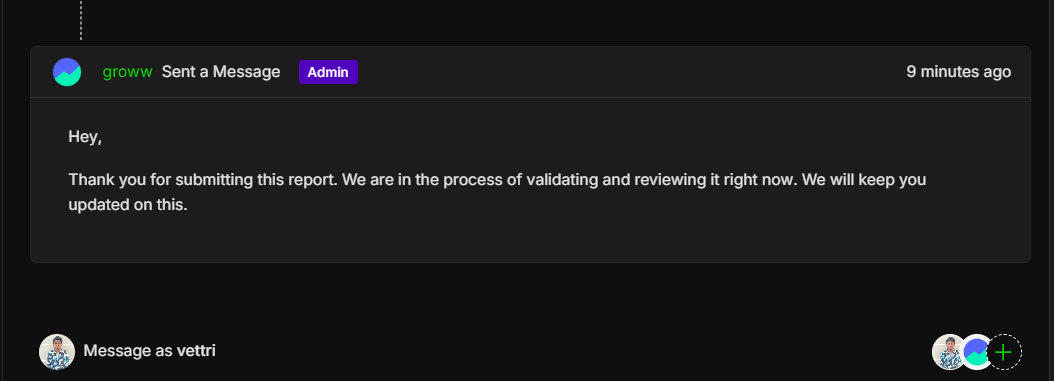 groww Sent a Message Admin 9 minutes ago
Hey,
Thank you for submitting this report. We are in the process of validating and reviewing it right now. We will keep you
updated on this.
Message as vettri